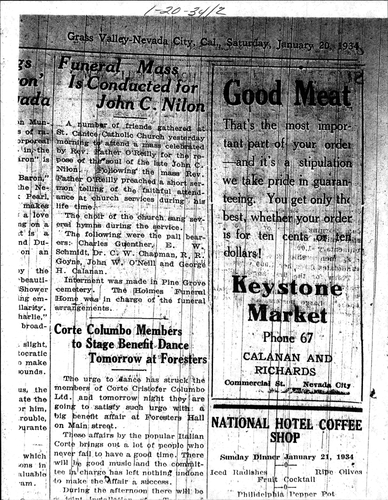 1-20-34/2
Grass Valley-Nevada City, Cal., Saturday, January 20, 1934
Funeral Mass
Is Conducted for
John C. Nilon
A number of friends gathered at
St. Canice Catholic Church yesterday
morning to attend a mass celebrated
by Rev. Father O'Reilly for the re-
pose of the soul of the late John C.
Nilon. Following the mass Rev.
Father O'Reilly preached a short ser-
mon telling of the faithful attend-
ance at church services during his
life time.
The choir of the church sang sev-
eral hymns during the service.
The following were the pall bear-
ers: Charles Guenther, E. W.
Schmidt, Dr. C. W. Chapman, R. R.
Goyne, John W. O'Neill and George
H. Calanan.
Interment was made in Pine Grove
cemetery. The Holmes Funeral
Home was in charge of the funeral
arrangements.
Corte Columbo Members
to Stage Benefit Dance
Tomorrow at Foresters
The urge to dance has struck the
members of Corte Cristofer Columbo
Ltd. and tomorrow night they are
going to satisfy such urge with a
big benefit affair at Foresters Hall
on Main street.
These affairs by the popular Italian
Corte brings out a lot of people who
never fail to have a good time. There
will be good music and the commit-
tee in charge has left nothing undone
to make the affair a success.
During the afternoon there will be
Good Meat
That's the most impor-
tant part of your order
—and it's a stipulation
we take pride in guaran-
teeing. You get only the
best, whether your order
is for ten cents or ten
dollars!
Keystone
Market
Phone 67
CALANAN AND
RICHARDS
Commercial St. Nevada City
NATIONAL HOTEL COFFEE
SHOP
Sunday Dinner January 21, 1934
Iced Radishes Ripe Olives
Fruit Cocktail
Philadelphia Pepper Pot